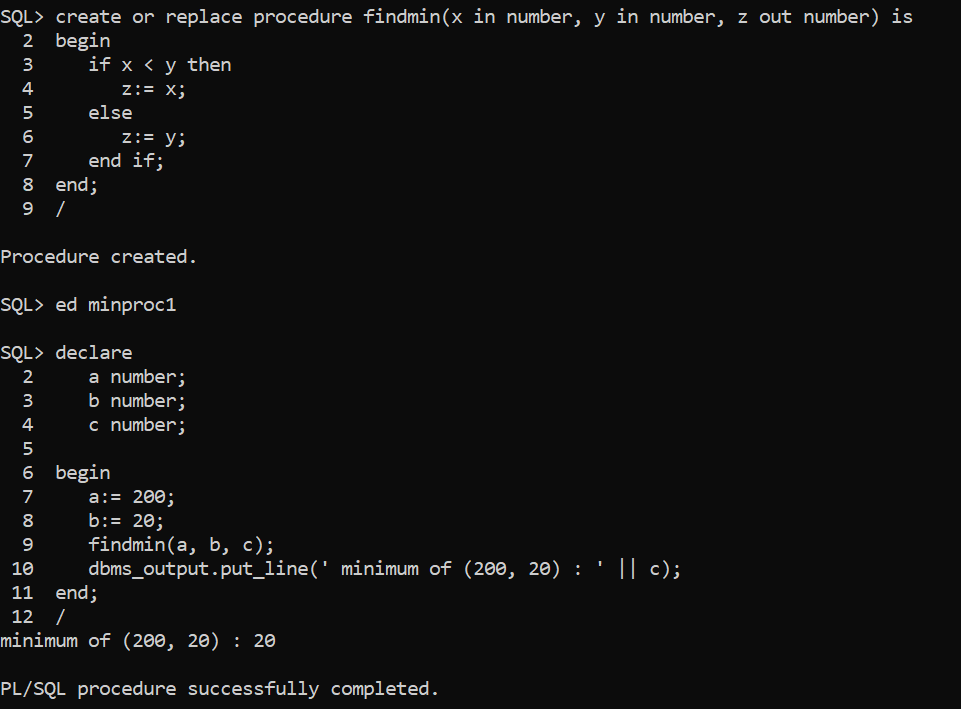 SQL> create or replace procedure findmin(x in number, y in number, z out number) is
  2  begin
  3     if x < y then
  4        z:= x;
  5     else
  6        z:= y;
  7     end if;
  8  end;
  9  /
Procedure created.
SQL> ed minproc1
SQL> declare
  2     a number;
  3     b number;
  4     c number;
  5
  6  begin
  7     a:= 200;
  8     b:= 20;
  9     findmin(a, b, c);
 10     dbms_output.put_line(' minimum of (200, 20) : ' || c);
 11  end;
 12  /
minimum of (200, 20) : 20
PL/SQL procedure successfully completed.